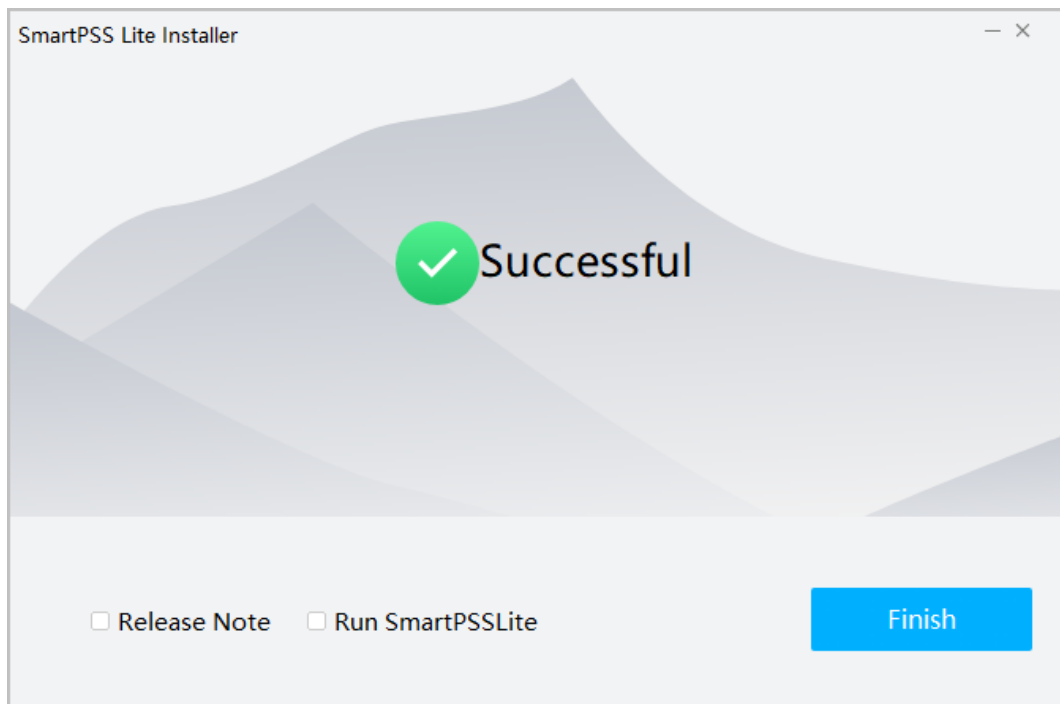 SmartPSS Lite Installer
Successful
Release Note
Run SmartPSSLite
Finish